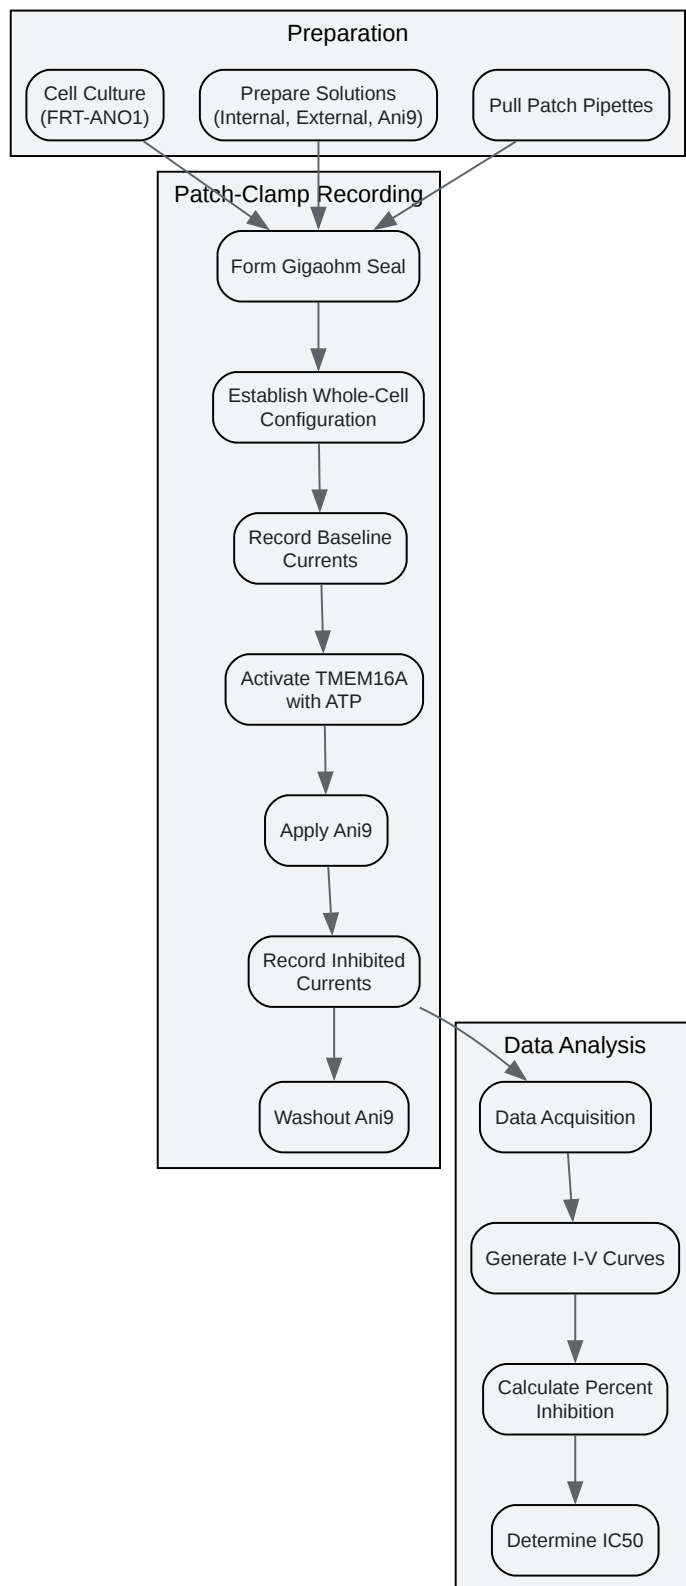 Preparation
Cell Culture
(FRT-ANO1)
Prepare Solutions
(Internal, External, Ani9)
Pull Patch Pipettes
Patch-Clamp Recording
Form Gigaohm Seal
Establish Whole-Cell
Configuration
Record Baseline
Currents
Activate TMEM16A
with ATP
Apply Ani9
Record Inhibited
Currents
Washout Ani9
Data Analysis
Data Acquisition
Generate I-V Curves
Calculate Percent
Inhibition
Determine IC50